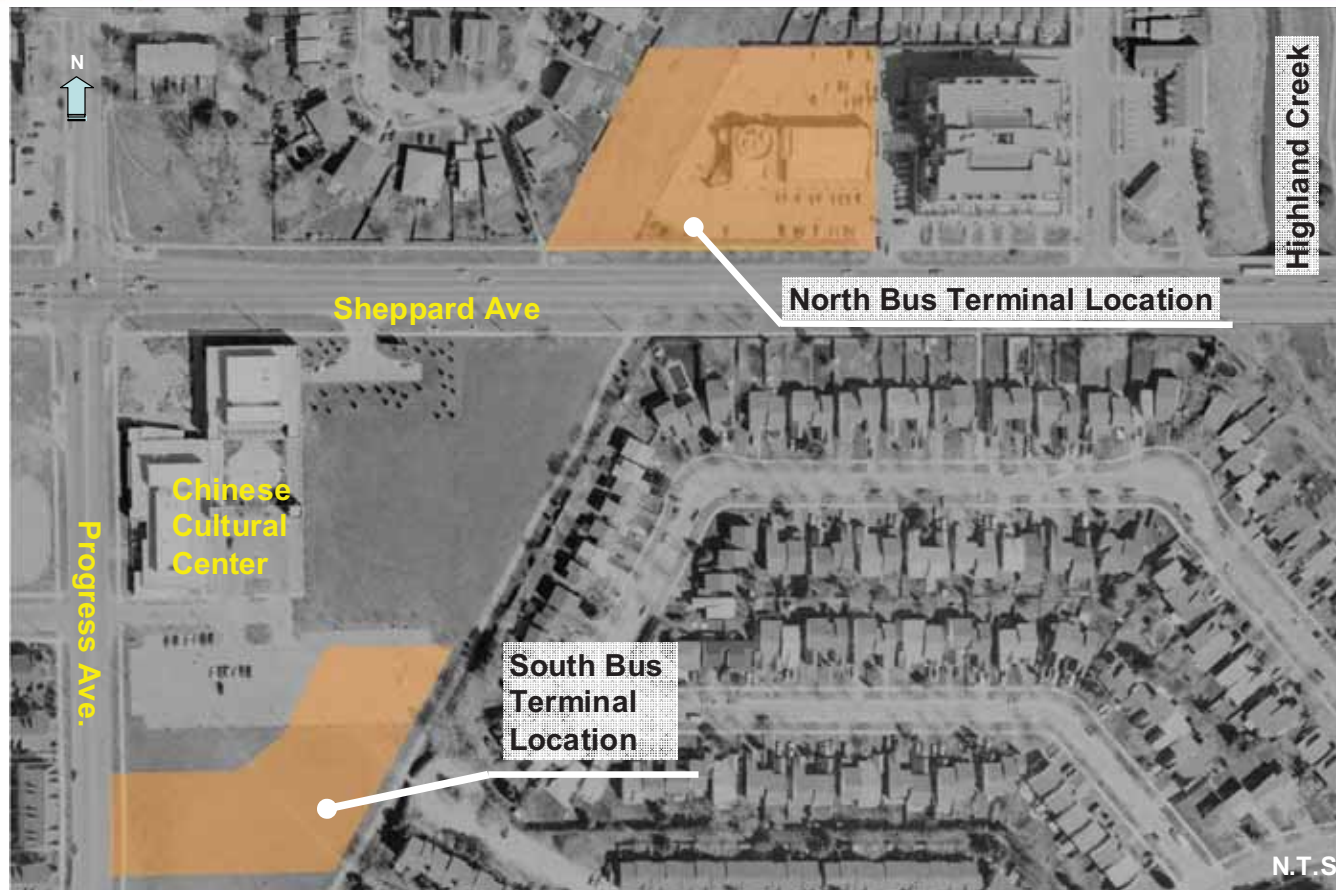 N
Highland Creek
North Bus Terminal Location
Sheppard Ave
Chinese
Cultural
Center
Progress Ave.
South Bus
Terminal
Location
N.T.S